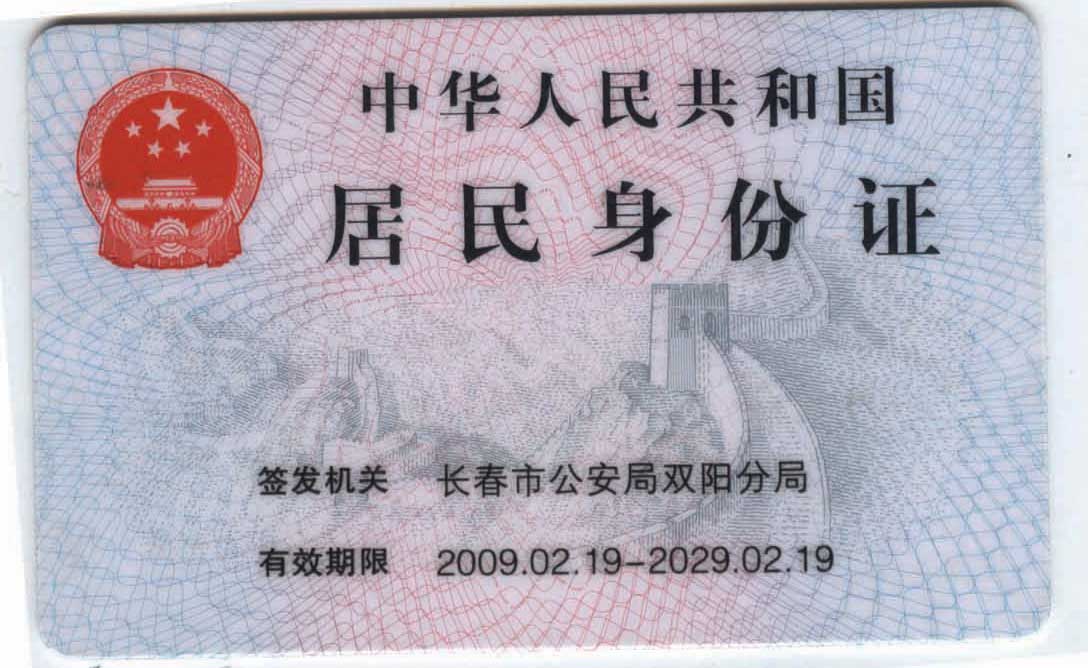 中华人民共和国
居民身份证
签发机关 长春市公安局双阳分局
有效期限 2009.02.19-2029.02.19